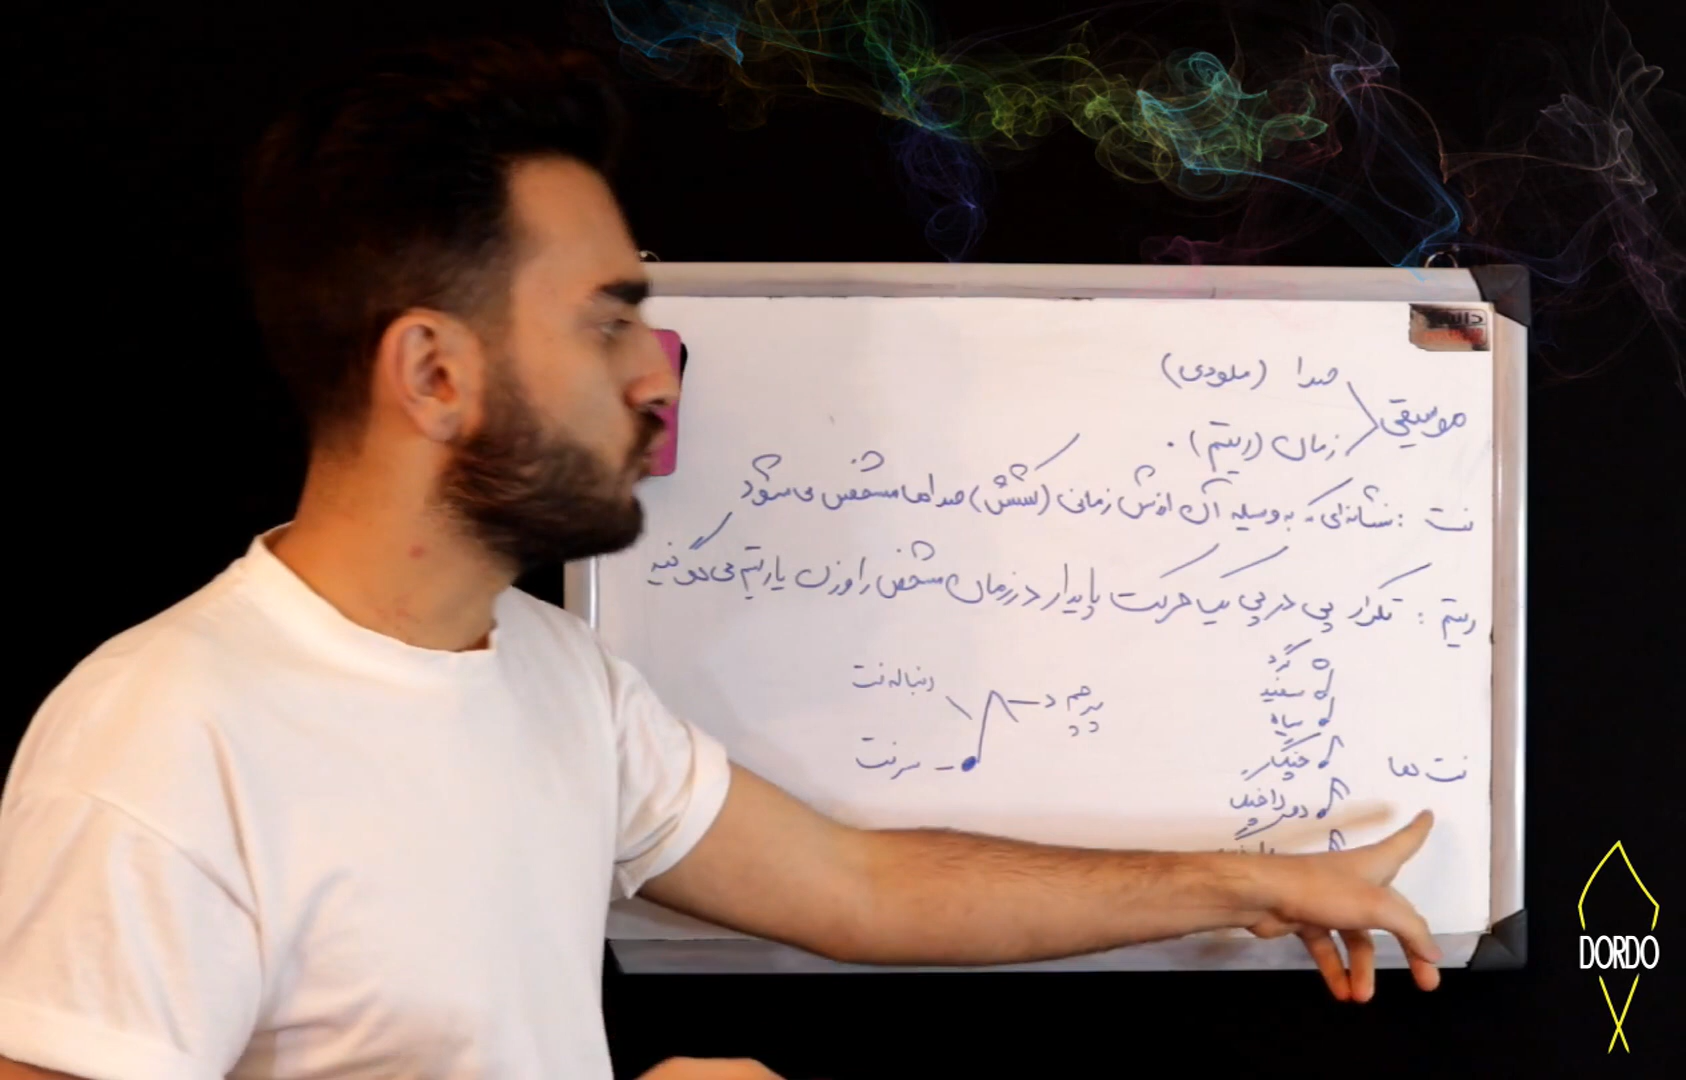 صدا (ملودی)
موسیقی
زمان (ریتم).
نت : نشانه‌ای که به وسیله آن ارزش زمانی (کشش) صداها مشخص می‌شود
ریتم : تکرار پی در پی یک حرکت پایدار در زمان مشخص را وزن یا ریتم می‌گویند
گرد
سفید
سیاه
چنگ
نت ها
دولاچنگ
دنباله نت
پرچم
سر نت
DORDO